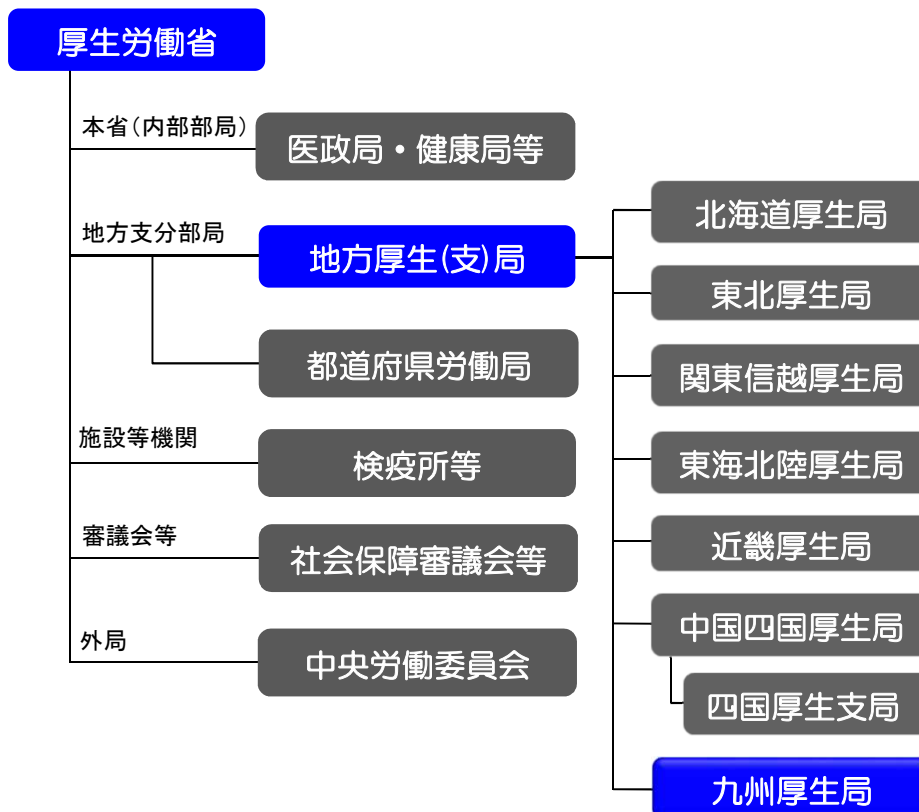 厚生労働省
本省(内部部局)
医政局・健康局等
地方支分部局
地方厚生(支)局
都道府県労働局
施設等機関
検疫所等
審議会等
社会保障審議会等
外局
中央労働委員会
北海道厚生局
東北厚生局
関東信越厚生局
東海北陸厚生局
近畿厚生局
中国四国厚生局
四国厚生支局
九州厚生局